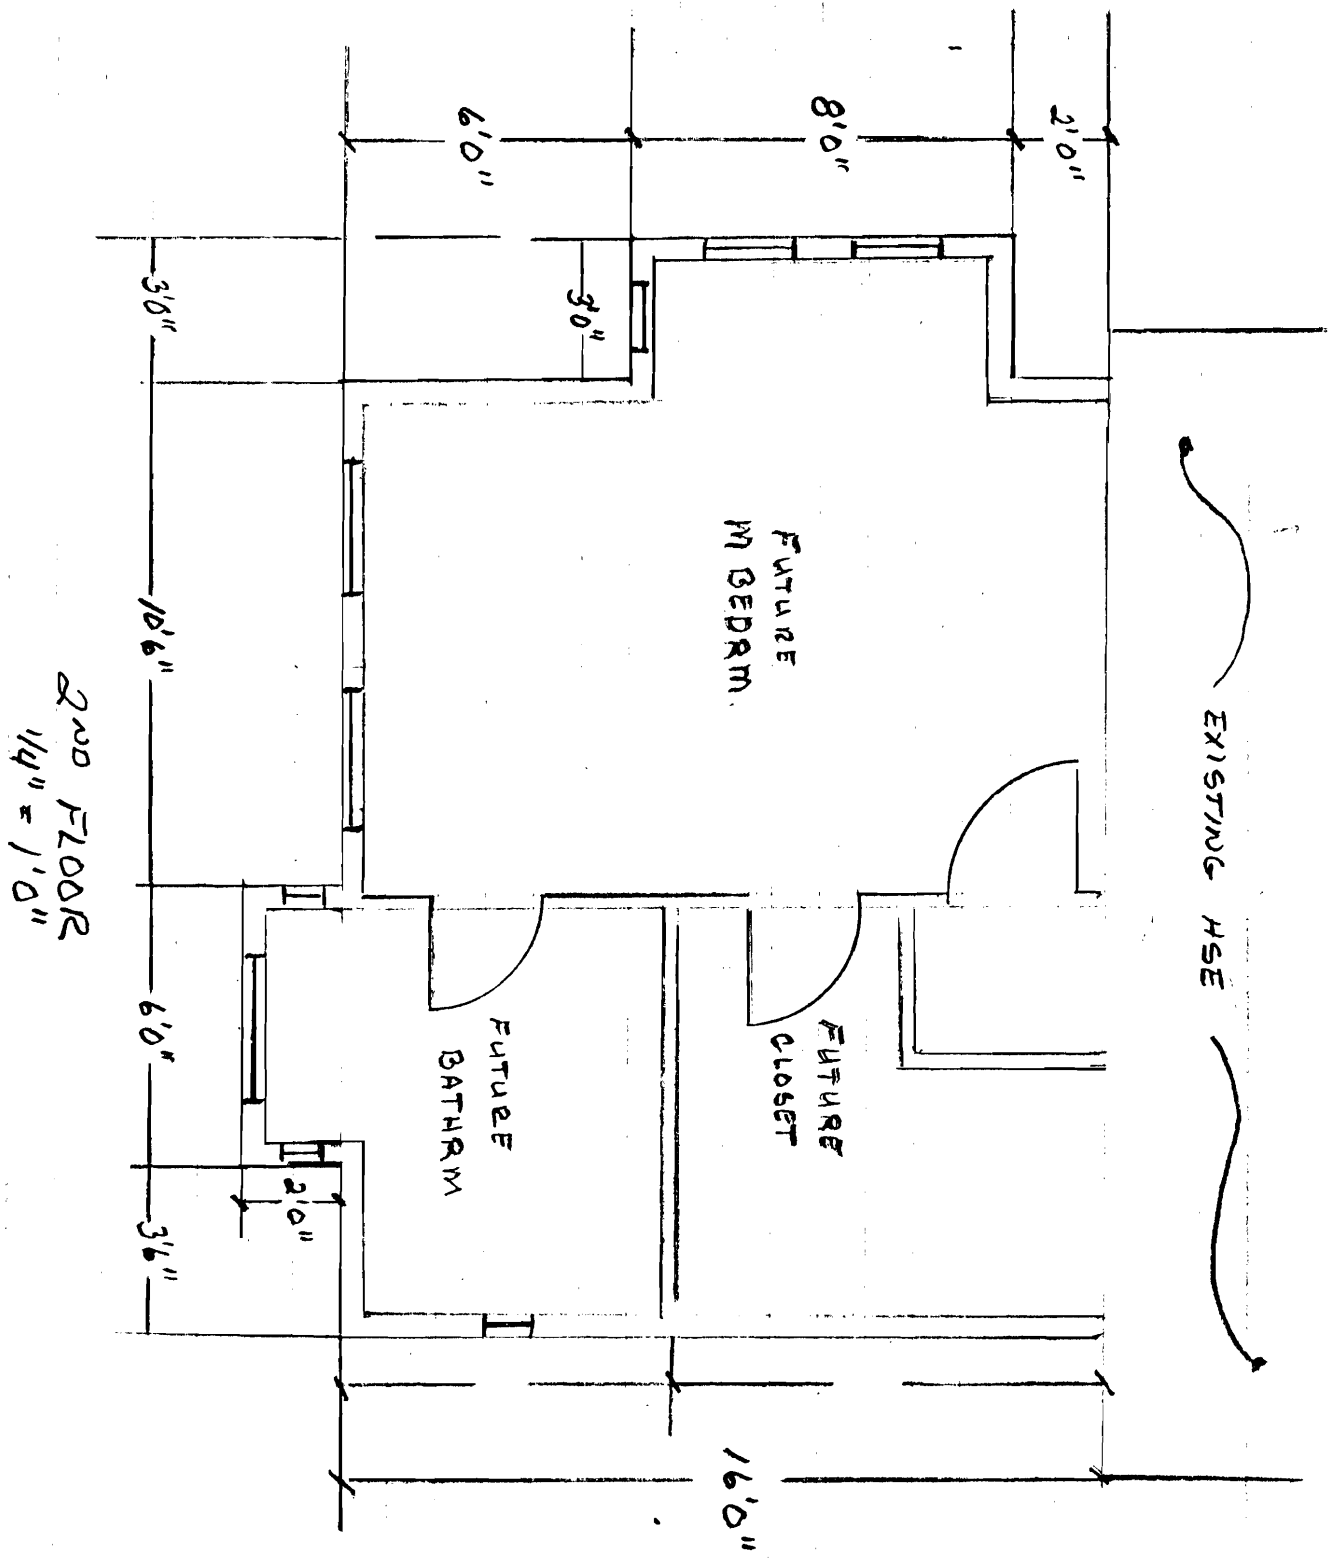 EXISTING HSE
2'0"
8'0"
6'0"
3'0"
3'0"
10'6"
6'0"
3'6"
2'0"
16'0"
FUTURE
M BEDRM.
FUTURE
CLOSET
FUTURE
BATHRM
2ND FLOOR
1/4" = 1'0"